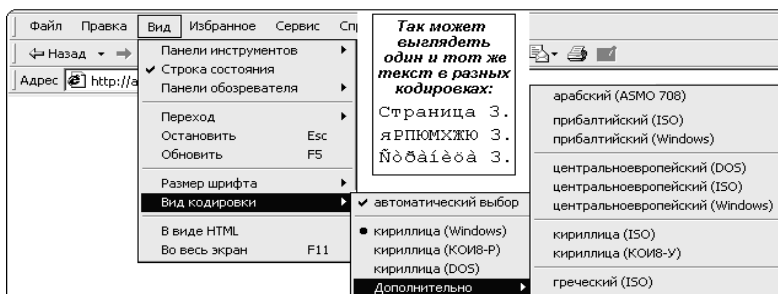 Файл Правка Вид Избранное Сервис
Назад
Адрес http://a
Панели инструментов
Строка состояния
Панели обозревателя
Переход
Остановить Esc
Обновить F5
Размер шрифта
Вид кодировки
В виде HTML
Во весь экран F11
Так может
выглядеть
один и тот же
текст в разных
кодировках:
Страница 3.
яРПЮМХЖЮ 3.
Ñòðàíèöà 3.
автоматический выбор
кириллица (Windows)
кириллица (КОИ8-Р)
кириллица (DOS)
Дополнительно
арабский (ASMO 708)
прибалтийский (ISO)
прибалтийский (Windows)
центральноевропейский (DOS)
центральноевропейский (ISO)
центральноевропейский (Windows)
кириллица (ISO)
кириллица (КОИ8-У)
греческий (ISO)